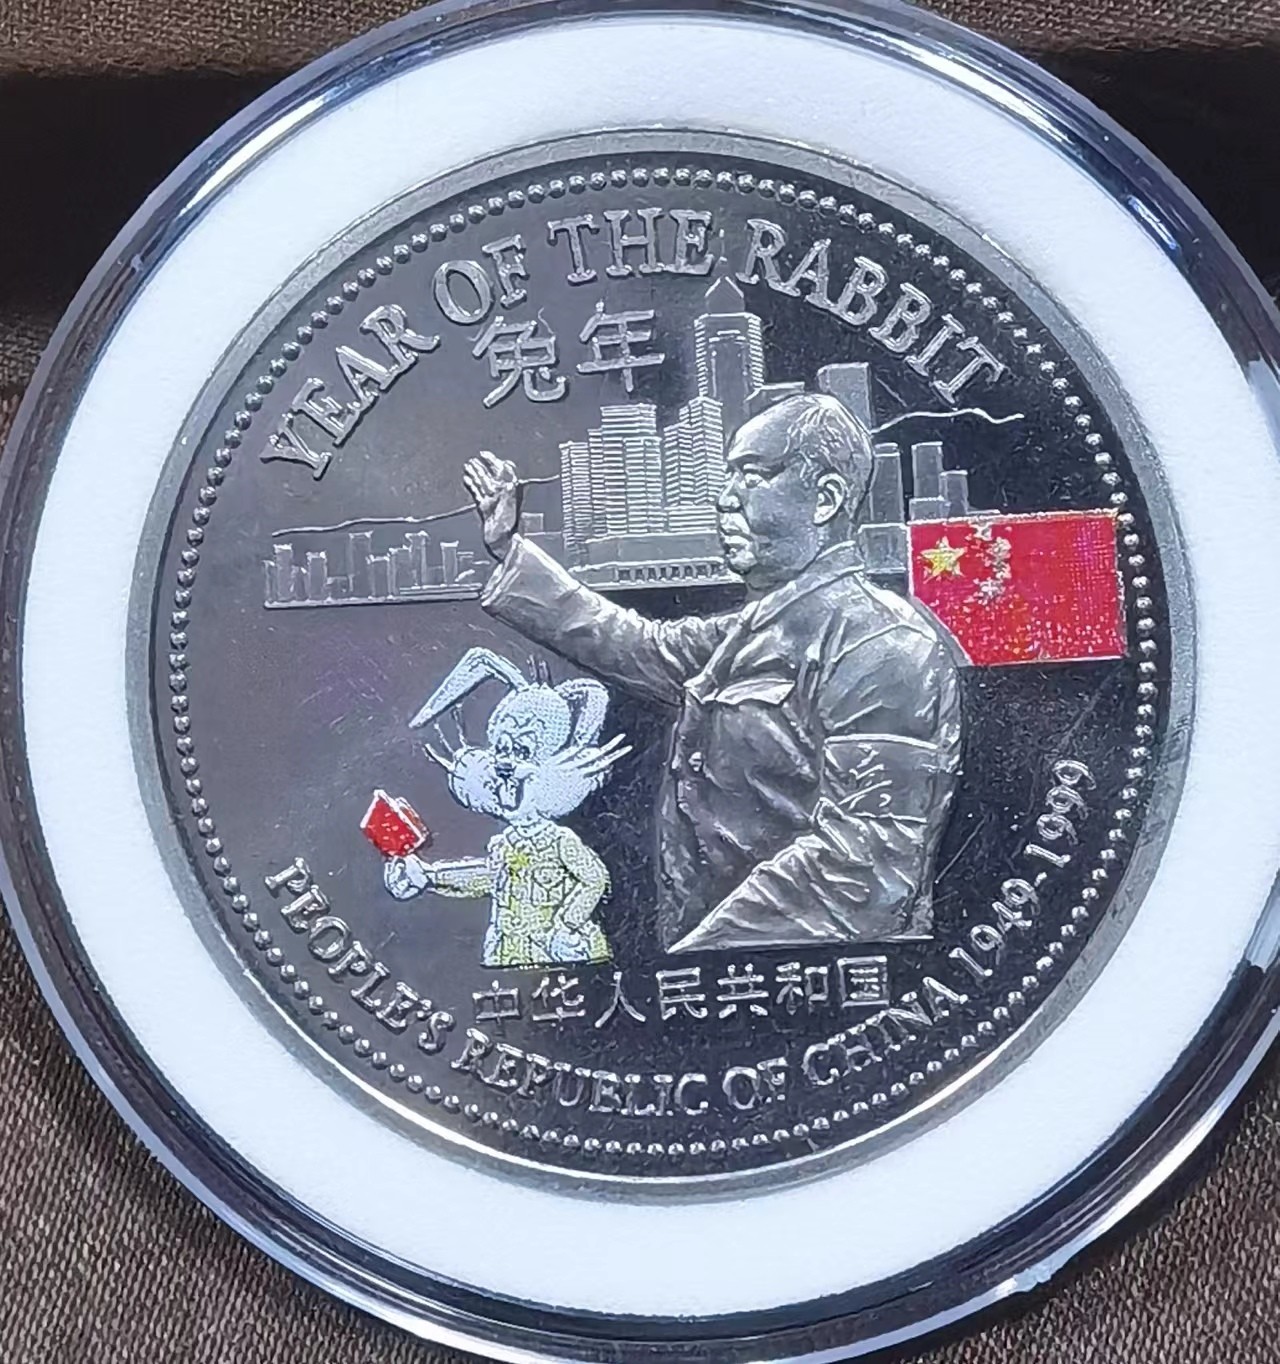 YEAR OF THE RABBIT
兔年
中华人民共和国
PEOPLE'S REPUBLIC OF CHINA 1949-1999